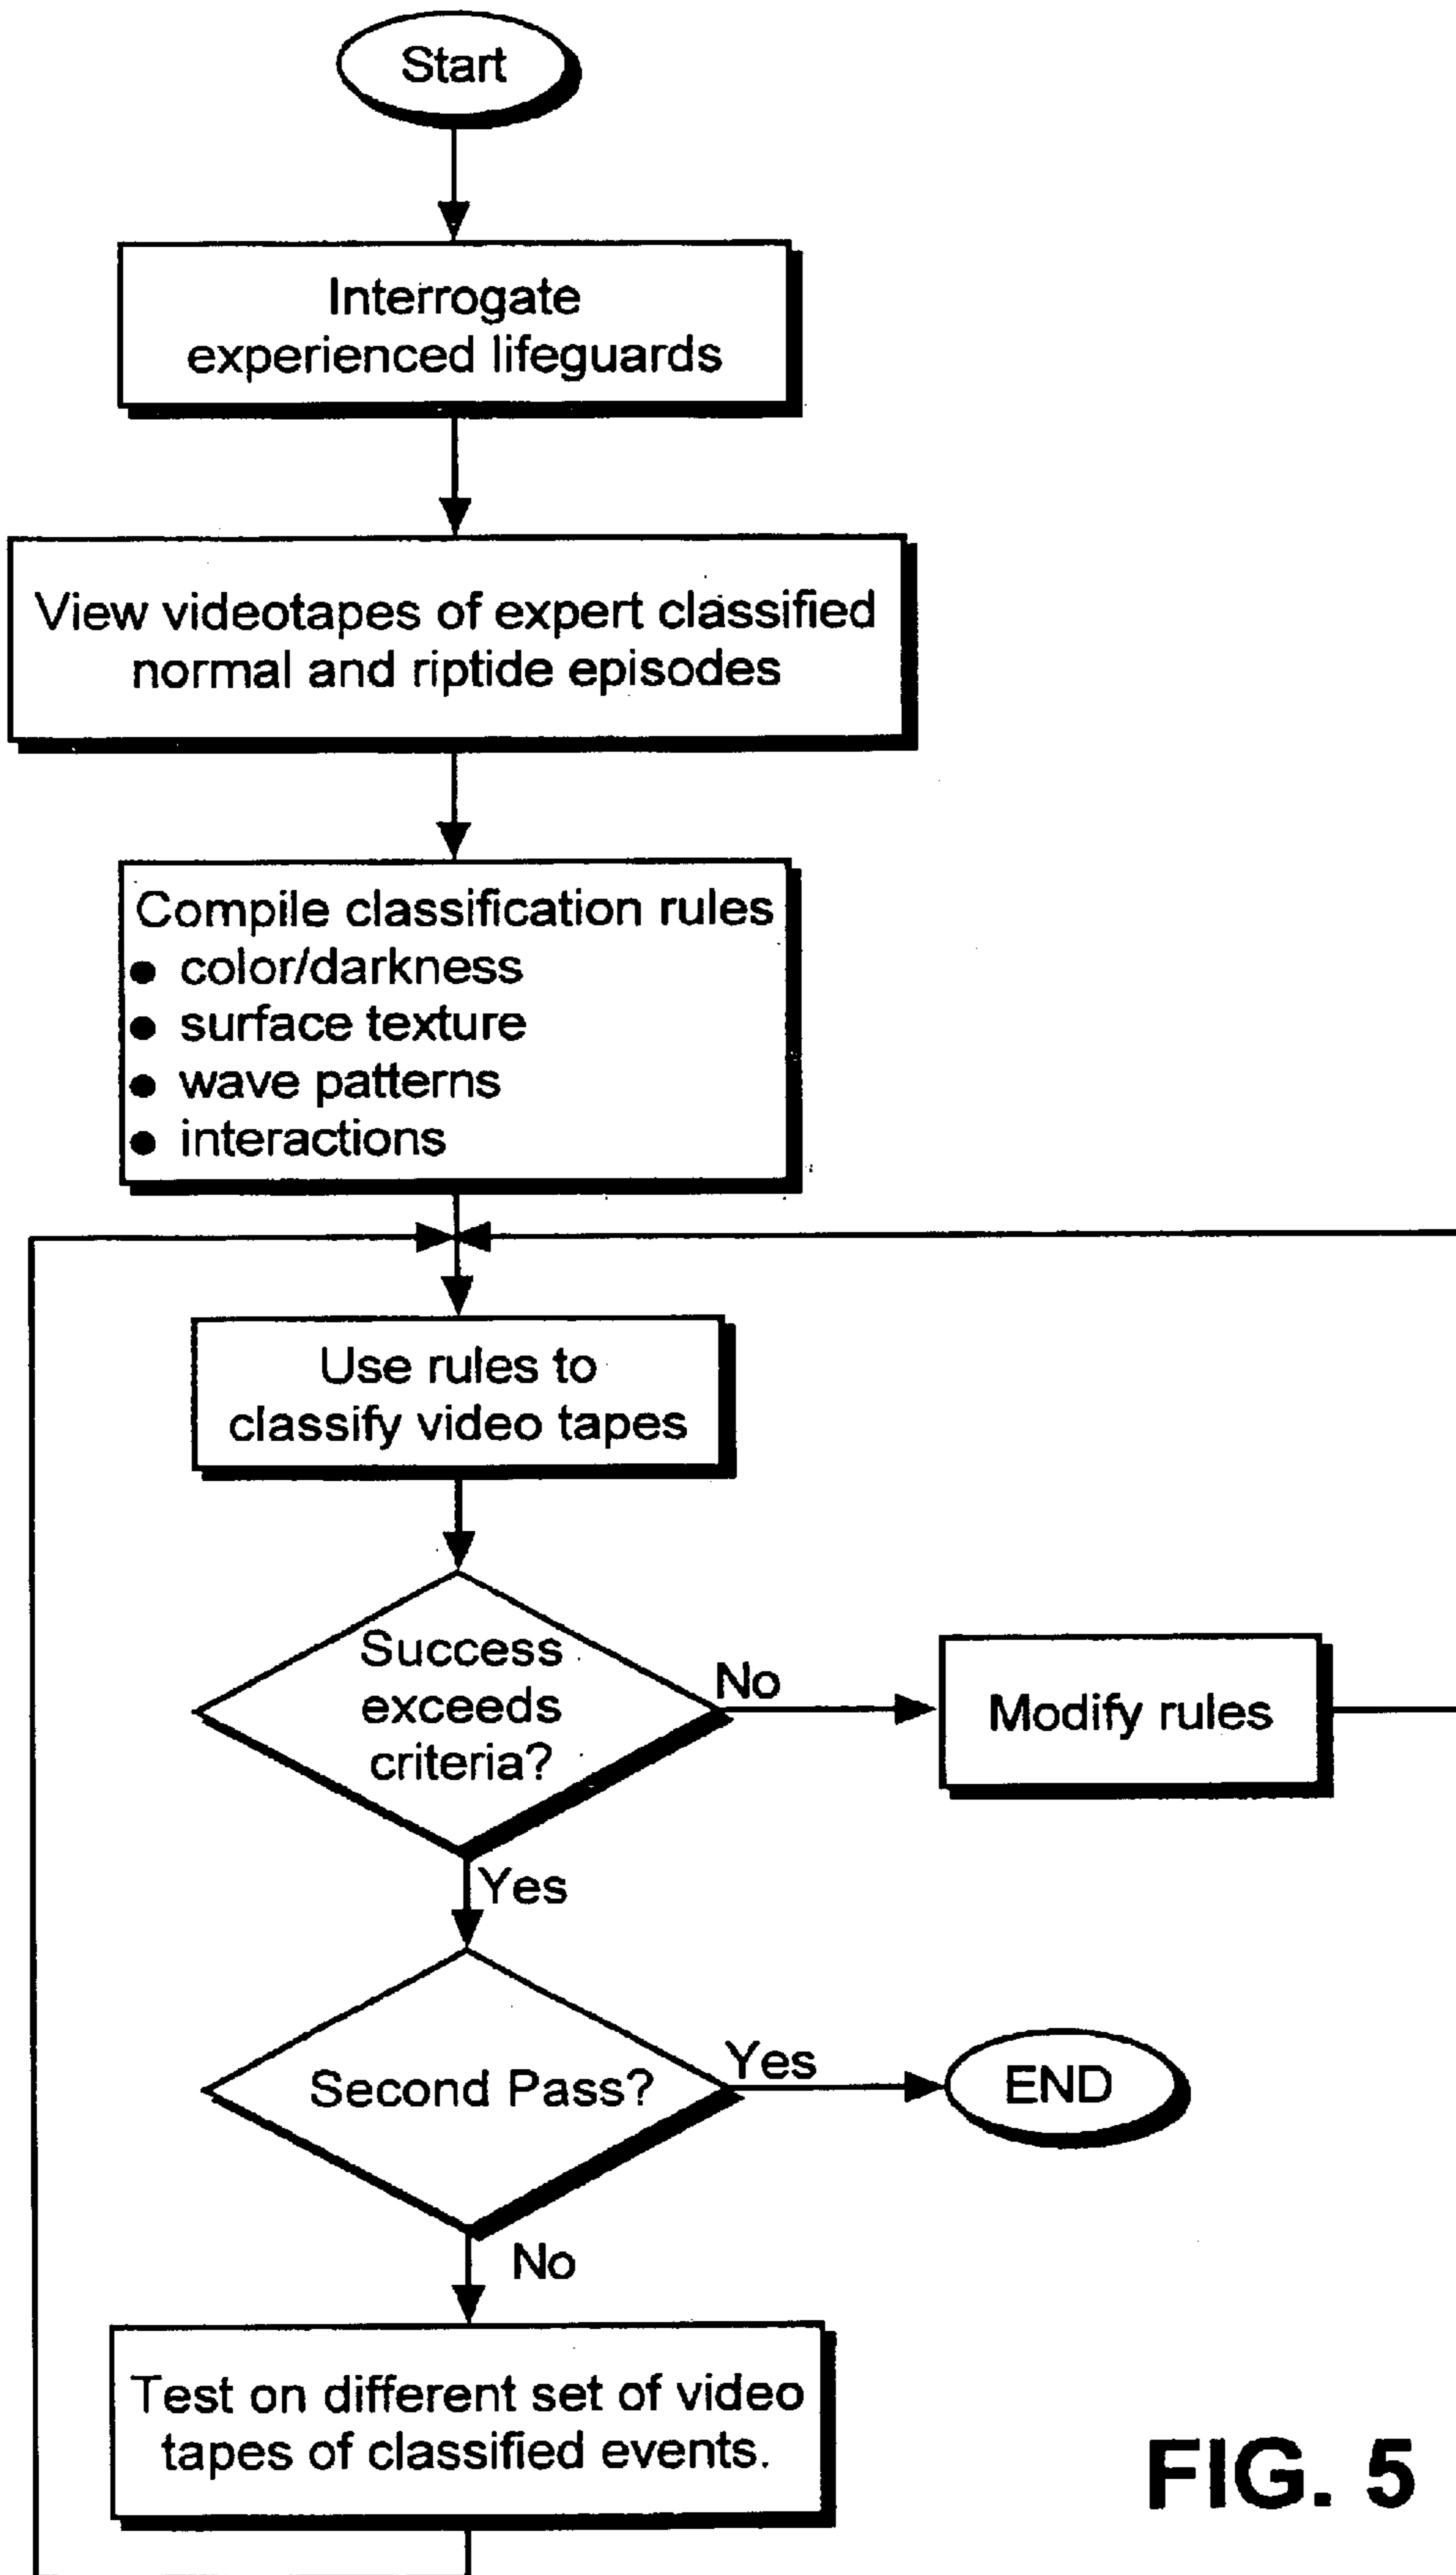 Start
Interrogate
experienced lifeguards
View videotapes of expert classified
normal and riptide episodes
Compile classification rules
● color/darkness
● surface texture
● wave patterns
● interactions
Use rules to
classify video tapes
Success
exceeds
criteria?
No
Modify rules
Yes
Second Pass?
Yes
END
No
Test on different set of video
tapes of classified events.
FIG. 5